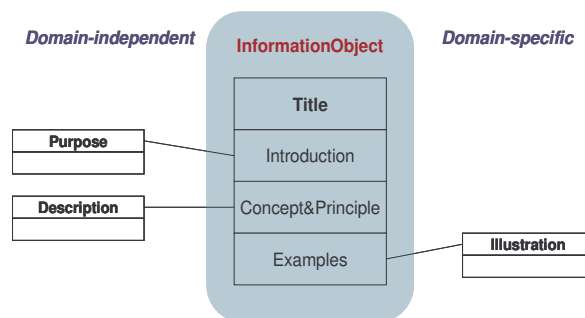 Domain-independent
InformationObject
Domain-specific
Title
Purpose
Introduction
Description
Concept&Principle
Examples
Illustration